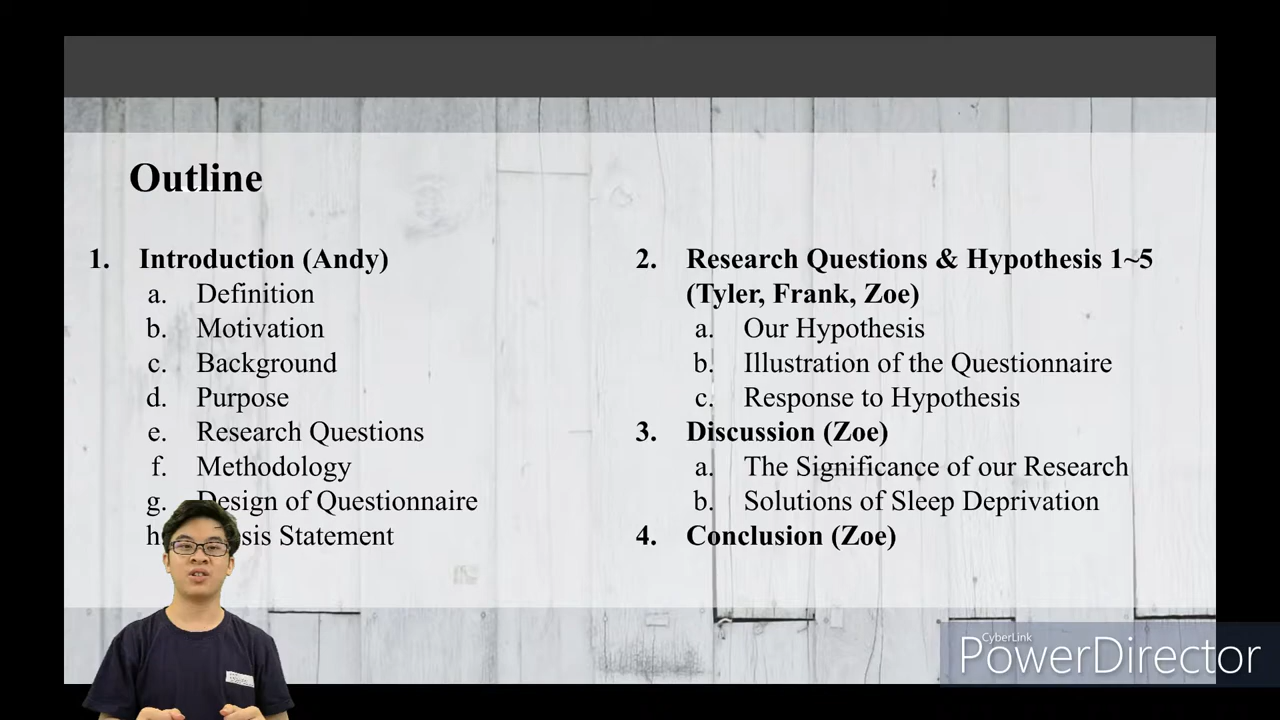 Outline
1. Introduction (Andy)
a. Definition
b. Motivation
c. Background
d. Purpose
e. Research Questions
f. Methodology
g. Design of Questionnaire
h. Statement
2. Research Questions & Hypothesis 1~5
(Tyler, Frank, Zoe)
a. Our Hypothesis
b. Illustration of the Questionnaire
c. Response to Hypothesis
3. Discussion (Zoe)
a. The Significance of our Research
b. Solutions of Sleep Deprivation
4. Conclusion (Zoe)
CyberLink
PowerDirector